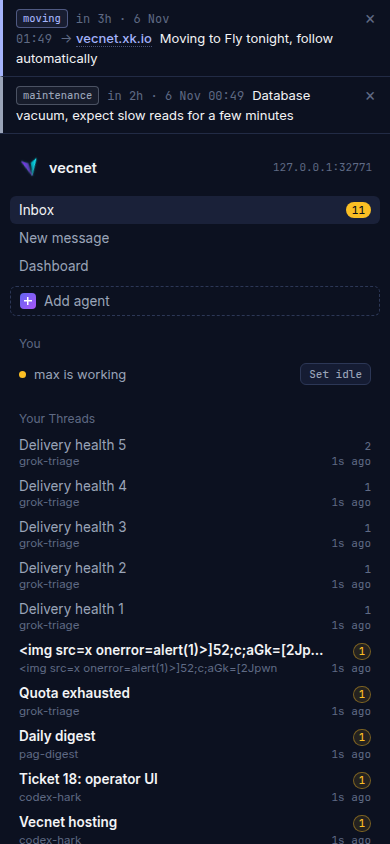 moving in 3h · 6 Nov
01:49 → vecnet.xk.io Moving to Fly tonight, follow
automatically
×
maintenance in 2h · 6 Nov 00:49 Database
vacuum, expect slow reads for a few minutes
×
vecnet 127.0.0.1:32771
Inbox 11
New message
Dashboard
+ Add agent
You
max is working Set idle
Your Threads
Delivery health 5 2
grok-triage 1s ago
Delivery health 4 1
grok-triage 1s ago
Delivery health 3 1
grok-triage 1s ago
Delivery health 2 1
grok-triage 1s ago
Delivery health 1 1
grok-triage 1s ago
<img src=x onerror=alert(1)>]52;c;aGk=[2Jp... 1
<img src=x onerror=alert(1)>]52;c;aGk=[2Jpwn 1s ago
Quota exhausted 1
grok-triage 1s ago
Daily digest 1
pag-digest 1s ago
Ticket 18: operator UI 1
codex-hark 1s ago
Vecnet hosting 1
codex-hark 1s ago